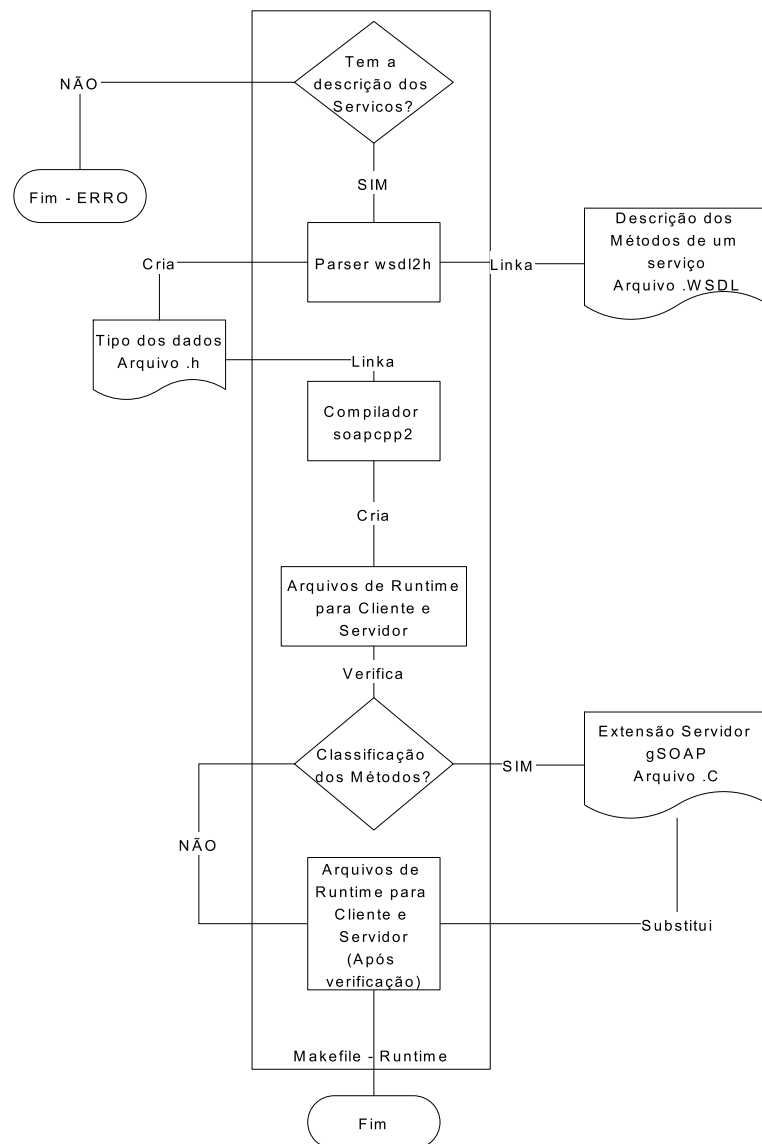 Tem a
descrição dos
Servicos?
NÃO
Fim - ERRO
SIM
Parser wsdl2h
Cria
Linka
Descrição dos
Métodos de um
serviço
Arquivo .WSDL
Tipo dos dados
Arquivo .h
Linka
Compilador
soapcpp2
Cria
Arquivos de Runtime
para Cliente e
Servidor
Verifica
Classificação
dos Métodos?
SIM
Extensão Servidor
gSOAP
Arquivo .C
NÃO
Arquivos de
Runtime para
Cliente e
Servidor
(Após
verificação)
Substitui
Makefile - Runtime
Fim